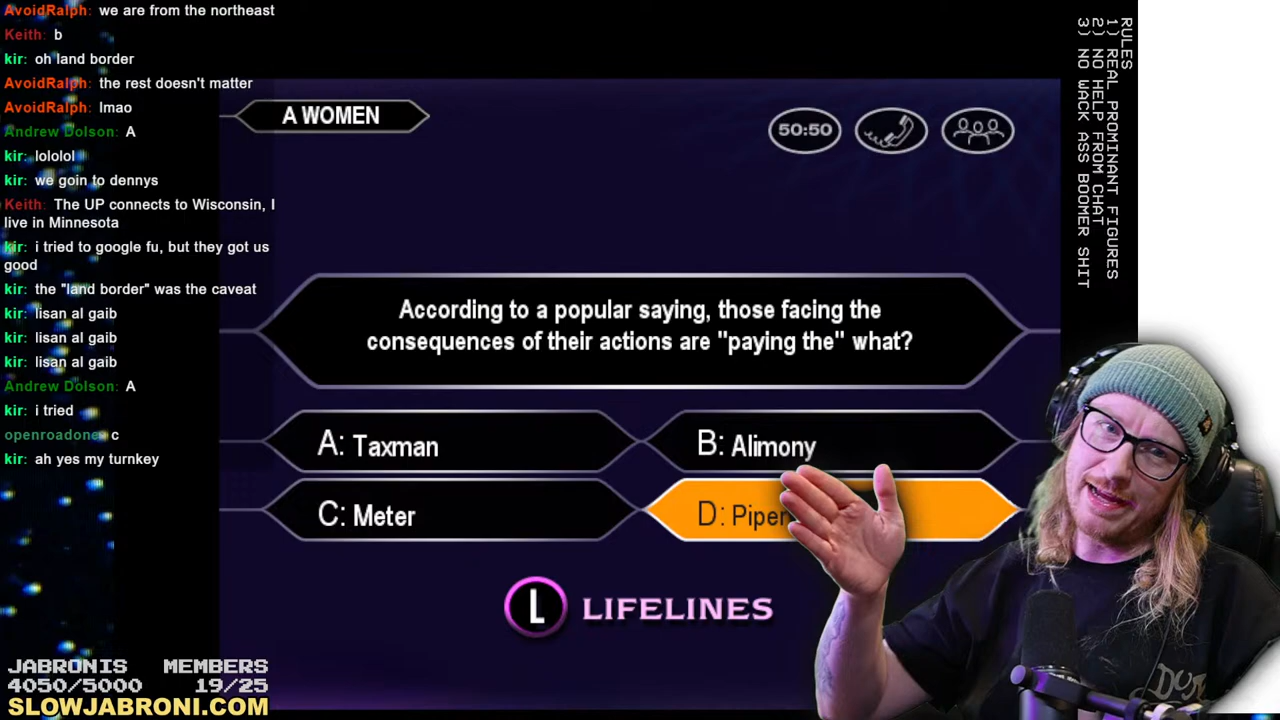 AvoidRalph: we are from the northeast
Keith: b
kir: oh land border
AvoidRalph: the rest doesn't matter
AvoidRalph: lmao
Andrew Dolson: A
kir: lololol
kir: we goin to dennys
Keith: The UP connects to Wisconsin, I
live in Minnesota
kir: i tried to google fu, but they got us
good
kir: the "land border" was the caveat
kir: lisan al gaib
kir: lisan al gaib
kir: lisan al gaib
Andrew Dolson: A
kir: i tried
openroadone: c
kir: ah yes my turnkey
A WOMEN
50:50
According to a popular saying, those facing the
consequences of their actions are "paying the" what?
A: Taxman
B: Alimony
C: Meter
D: Piper
L LIFELINES
RULES
1) REAL PROMINANT FIGURES
2) NO HELP FROM CHAT
3) NO WACK ASS BOOMER SHIT
JABRONIS MEMBERS
4050/5000 19/25
SLOWJABRONI.COM